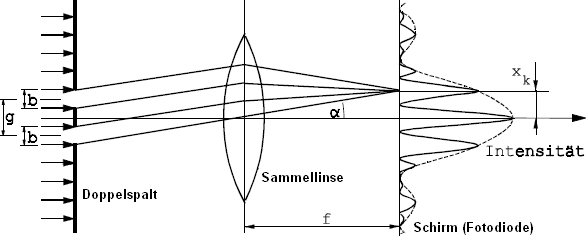 x_k
b
g
α
b
Intensität
Sammellinse
Doppelspalt
f
Schirm (Fotodiode)